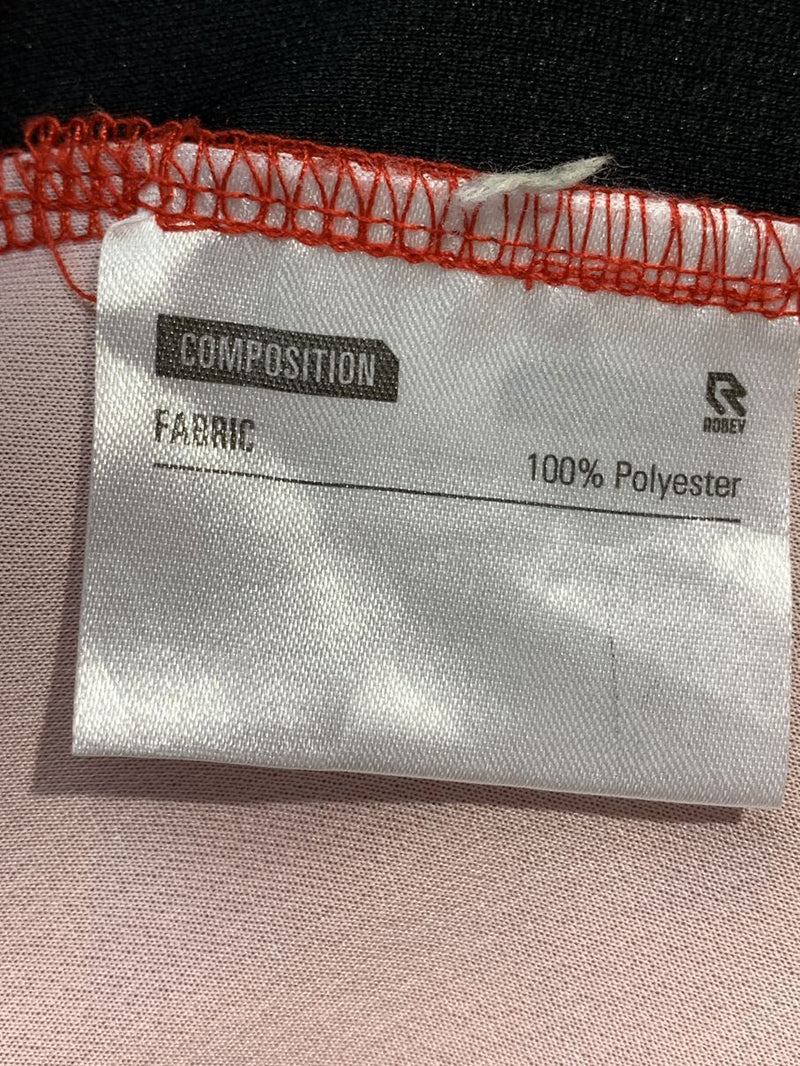 COMPOSITION
ROBEY
FABRIC
100% Polyester